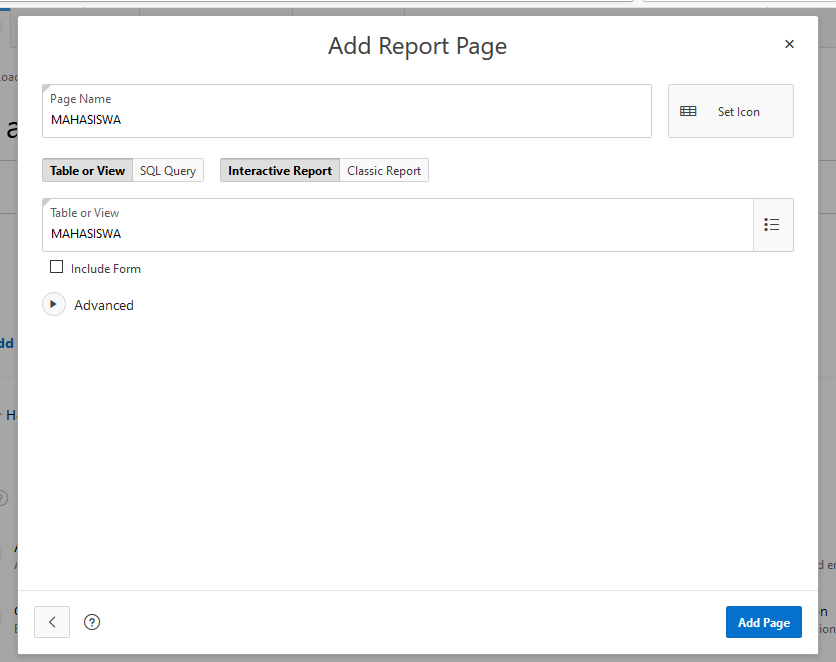 Add Report Page
Page Name
MAHASISWA
Set Icon
Table or View
SQL Query
Interactive Report
Classic Report
Table or View
MAHASISWA
Include Form
Advanced
Add Page